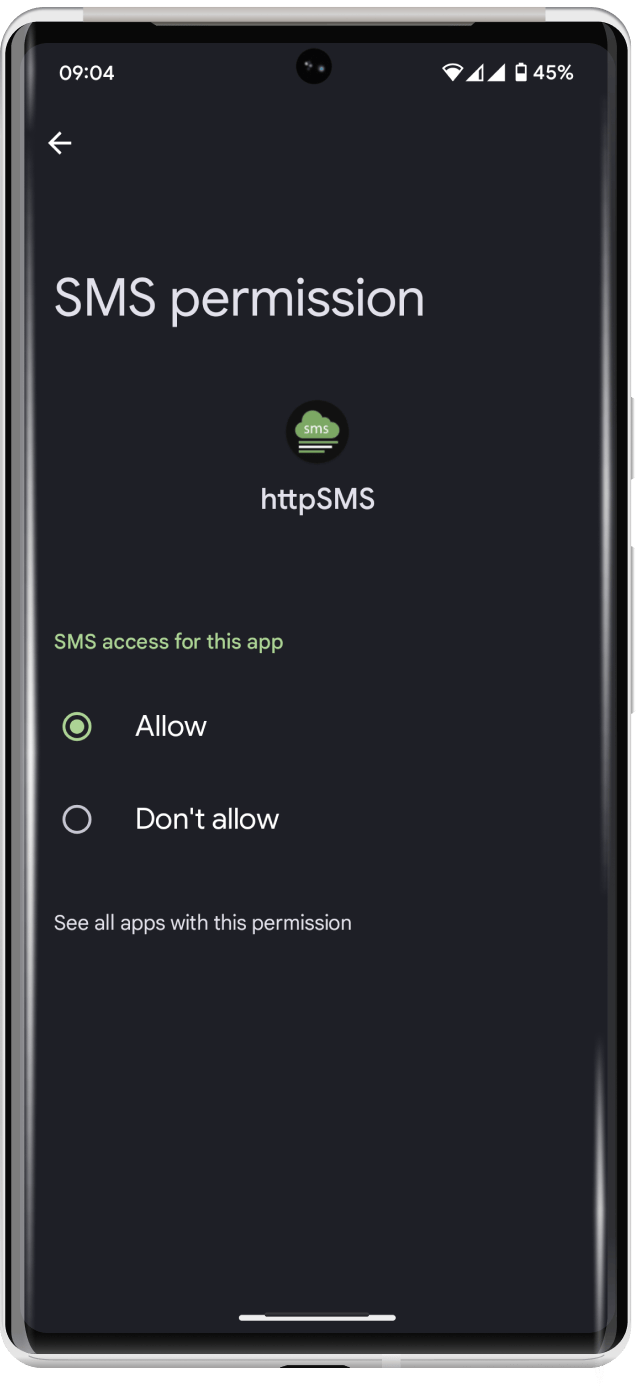 09:04
45%
SMS permission
sms
httpSMS
SMS access for this app
Allow
Don't allow
See all apps with this permission